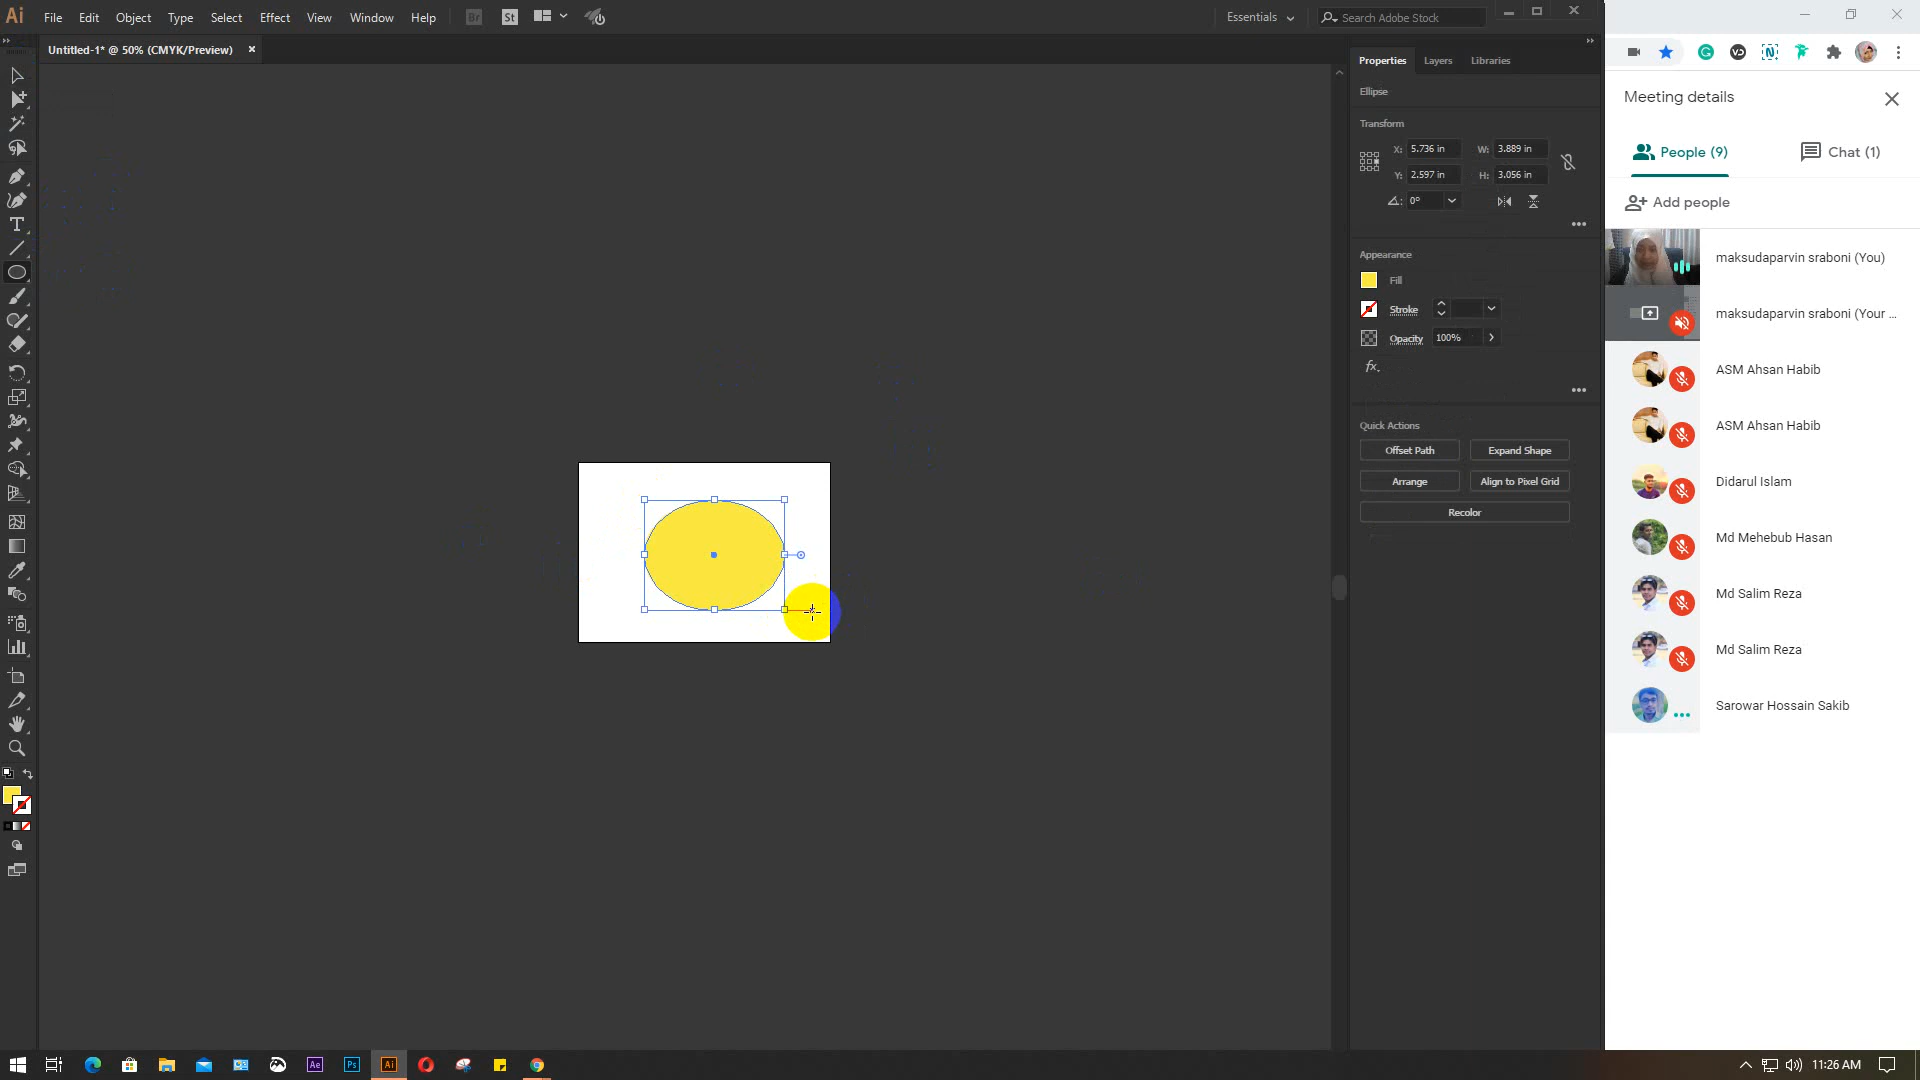 Ai File Edit Object Type Select Effect View Window Help Br St Essentials Search Adobe Stock
Untitled-1* @ 50% (CMYK/Preview) ×
Properties Layers Libraries
Ellipse
Transform
X: 5.736 in W: 3.889 in
Y: 2.597 in H: 3.056 in
0°
Appearance
Fill
Stroke
Opacity 100%
fx.
Quick Actions
Offset Path Expand Shape
Arrange Align to Pixel Grid
Recolor
Meeting details
People (9) Chat (1)
Add people
maksudaparvin sraboni (You)
maksudaparvin sraboni (Your ...
ASM Ahsan Habib
ASM Ahsan Habib
Didarul Islam
Md Mehebub Hasan
Md Salim Reza
Md Salim Reza
Sarowar Hossain Sakib
Ae Ps Ai 11:26 AM